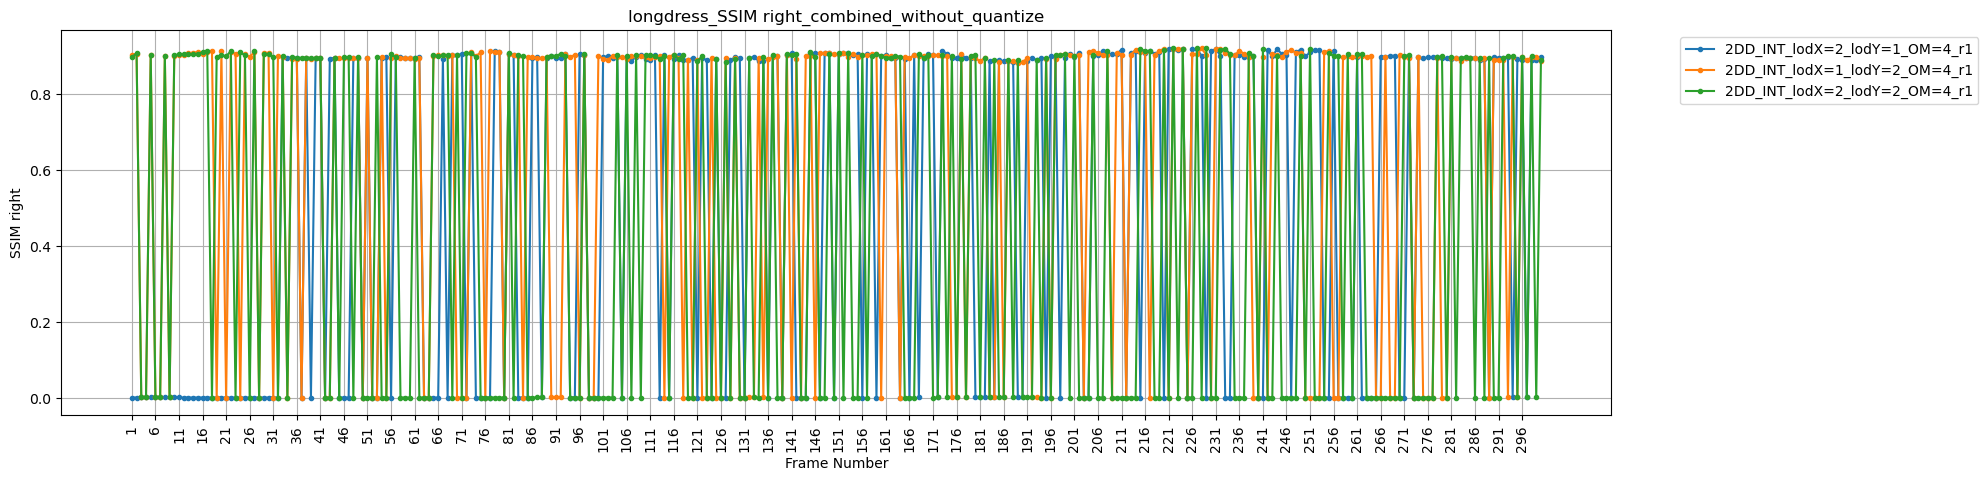 longdress_SSIM right_combined_without_quantize
SSIM right
0.8
0.6
0.4
0.2
0.0
1 6 11 16 21 26 31 36 41 46 51 56 61 66 71 76 81 86 91 96 101 106 111 116 121 126 131 136 141 146 151 156 161 166 171 176 181 186 191 196 201 206 211 216 221 226 231 236 241 246 251 256 261 266 271 276 281 286 291 296
Frame Number
2DD_INT_lodX=2_lodY=1_OM=4_r1
2DD_INT_lodX=1_lodY=2_OM=4_r1
2DD_INT_lodX=2_lodY=2_OM=4_r1